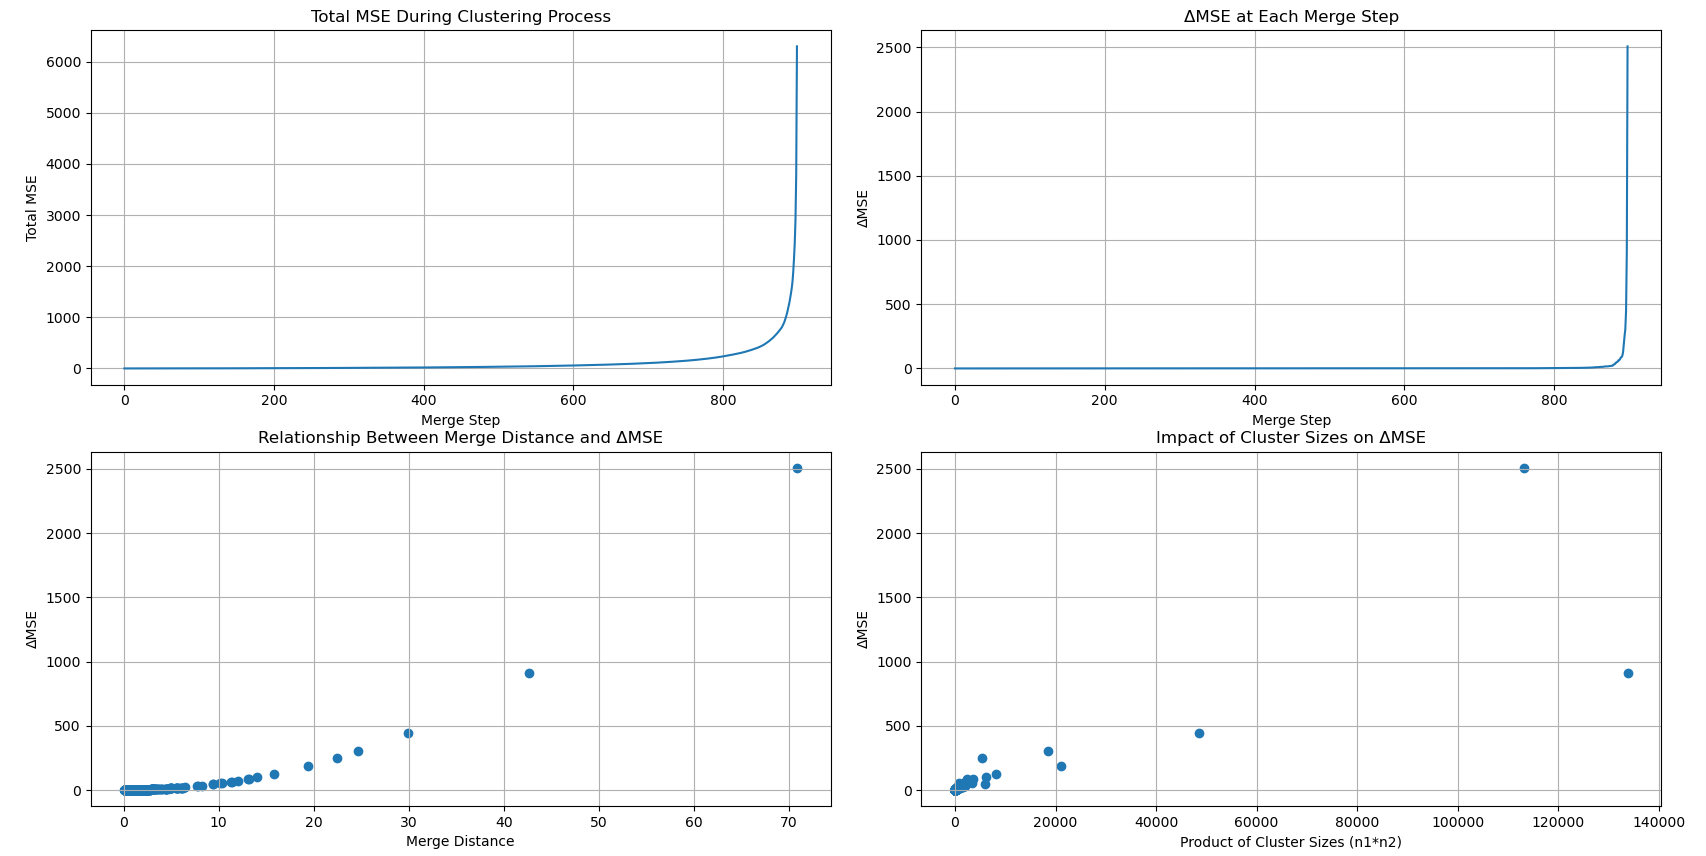 Total MSE During Clustering Process
6000
5000
4000
3000
2000
1000
0
Total MSE
0 200 400 600 800
Merge Step
ΔMSE at Each Merge Step
2500
2000
1500
1000
500
0
ΔMSE
0 200 400 600 800
Merge Step
Relationship Between Merge Distance and ΔMSE
2500
2000
1500
1000
500
0
ΔMSE
0 10 20 30 40 50 60 70
Merge Distance
Impact of Cluster Sizes on ΔMSE
2500
2000
1500
1000
500
0
ΔMSE
0 20000 40000 60000 80000 100000 120000 140000
Product of Cluster Sizes (n1*n2)